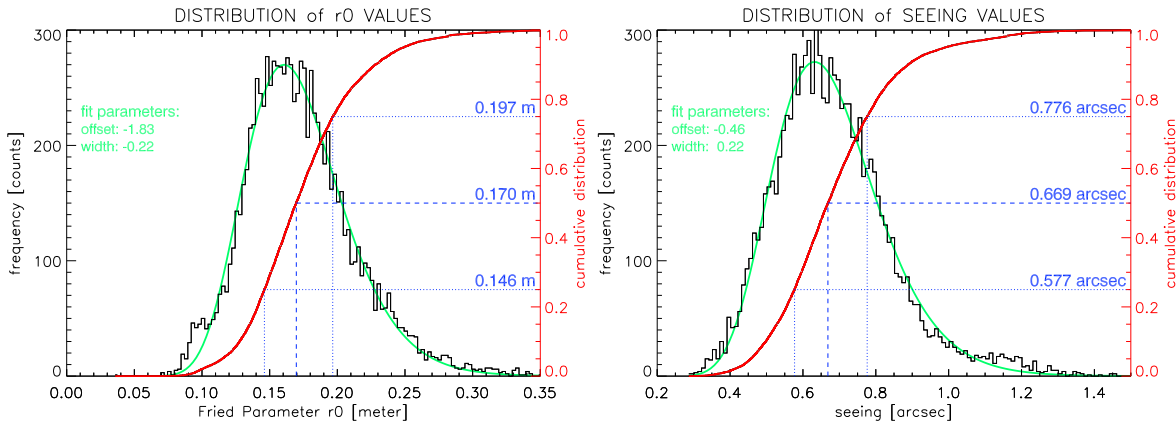 DISTRIBUTION of r0 VALUES
300
200
100
0
frequency [counts]
fit parameters:
offset: -1.83
width: -0.22
0.197 m
0.170 m
0.146 m
1.0
0.8
0.6
0.4
0.2
0.0
cumulative distribution
0.00 0.05 0.10 0.15 0.20 0.25 0.30 0.35
Fried Parameter r0 [meter]
DISTRIBUTION of SEEING VALUES
300
200
100
0
frequency [counts]
fit parameters:
offset: -0.46
width: 0.22
0.776 arcsec
0.669 arcsec
0.577 arcsec
1.0
0.8
0.6
0.4
0.2
0.0
cumulative distribution
0.2 0.4 0.6 0.8 1.0 1.2 1.4
seeing [arcsec]